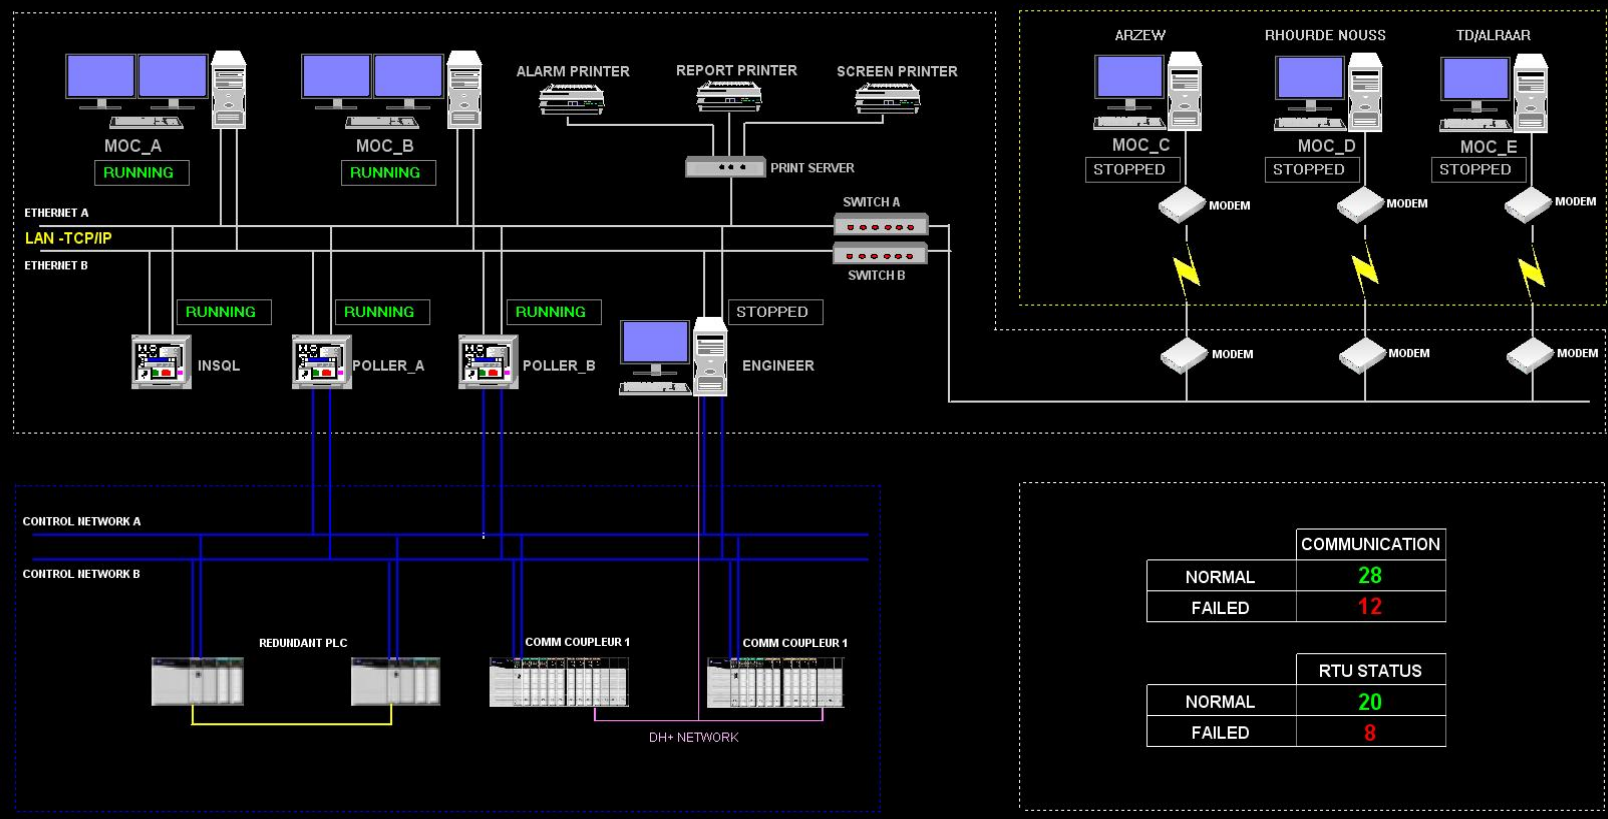 ARZEW
RHOURDE NOUSS
TD/ALRAAR
ALARM PRINTER
REPORT PRINTER
SCREEN PRINTER
MOC_A
MOC_B
MOC_C
MOC_D
MOC_E
RUNNING
RUNNING
PRINT SERVER
STOPPED
STOPPED
STOPPED
ETHERNET A
SWITCH A
MODEM
MODEM
MODEM
LAN -TCP/IP
ETHERNET B
SWITCH B
RUNNING
RUNNING
RUNNING
STOPPED
INSQL
POLLER_A
POLLER_B
ENGINEER
MODEM
MODEM
MODEM
CONTROL NETWORK A
CONTROL NETWORK B
REDUNDANT PLC
COMM COUPLEUR 1
COMM COUPLEUR 1
DH+ NETWORK
COMMUNICATION
NORMAL 28
FAILED 12
RTU STATUS
NORMAL 20
FAILED 8